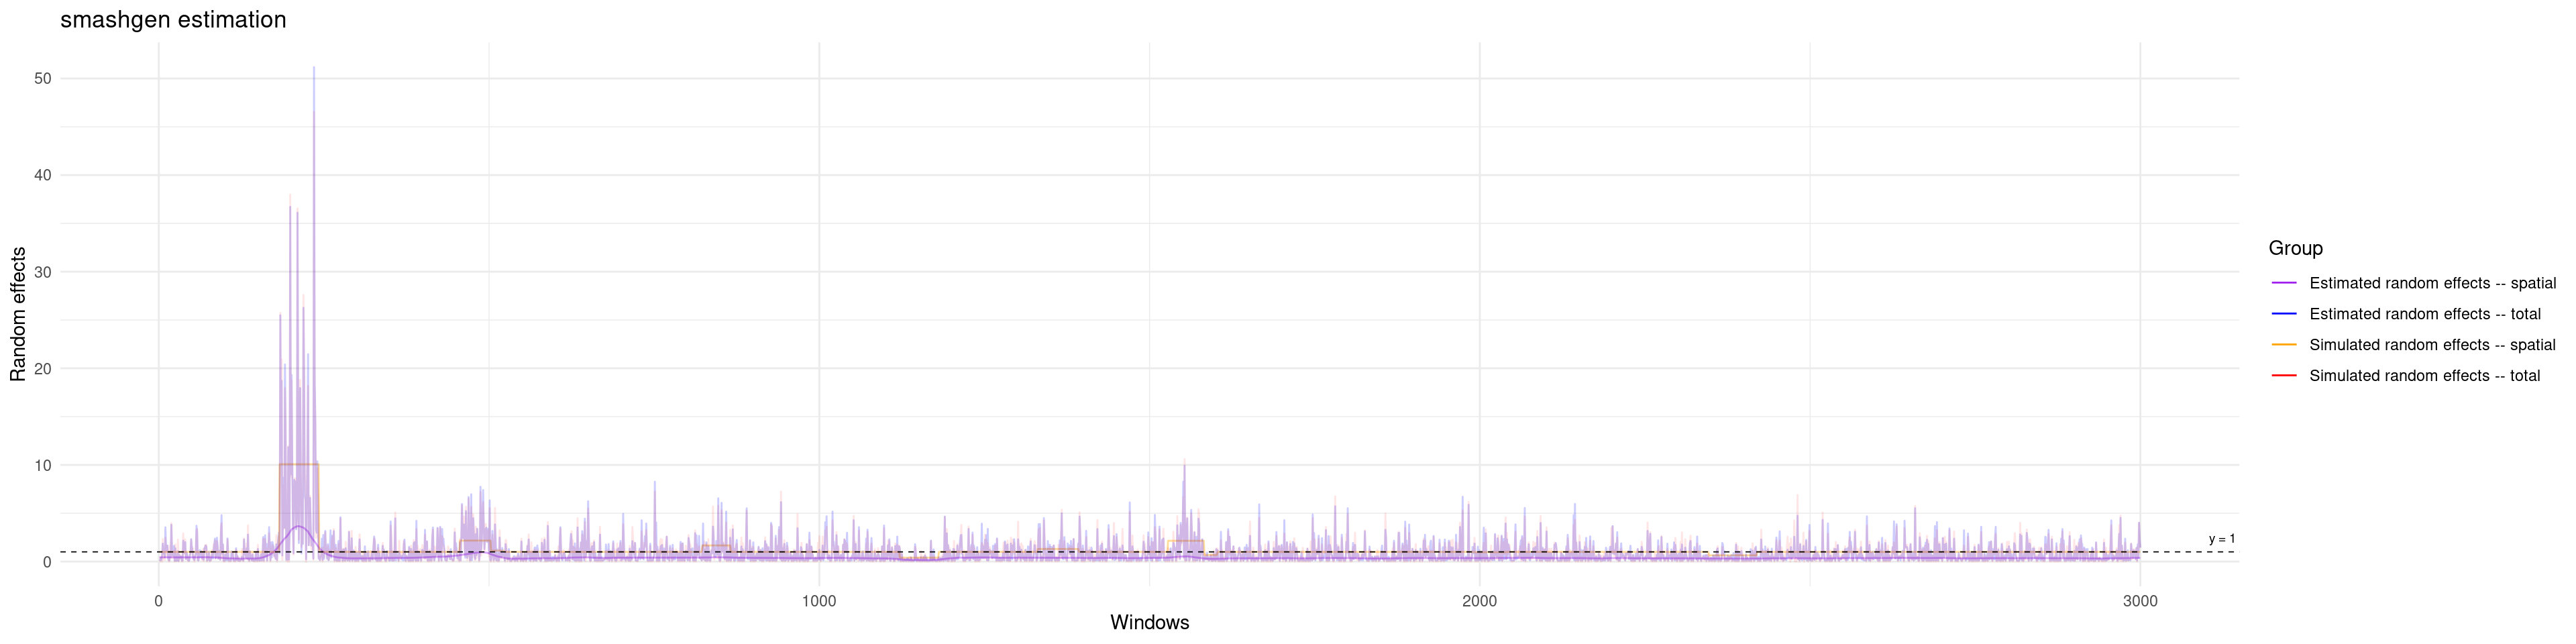 smashgen estimation
50
40
30
20
10
0
Random effects
y = 1
0
1000
2000
3000
Windows
Group
Estimated random effects -- spatial
Estimated random effects -- total
Simulated random effects -- spatial
Simulated random effects -- total